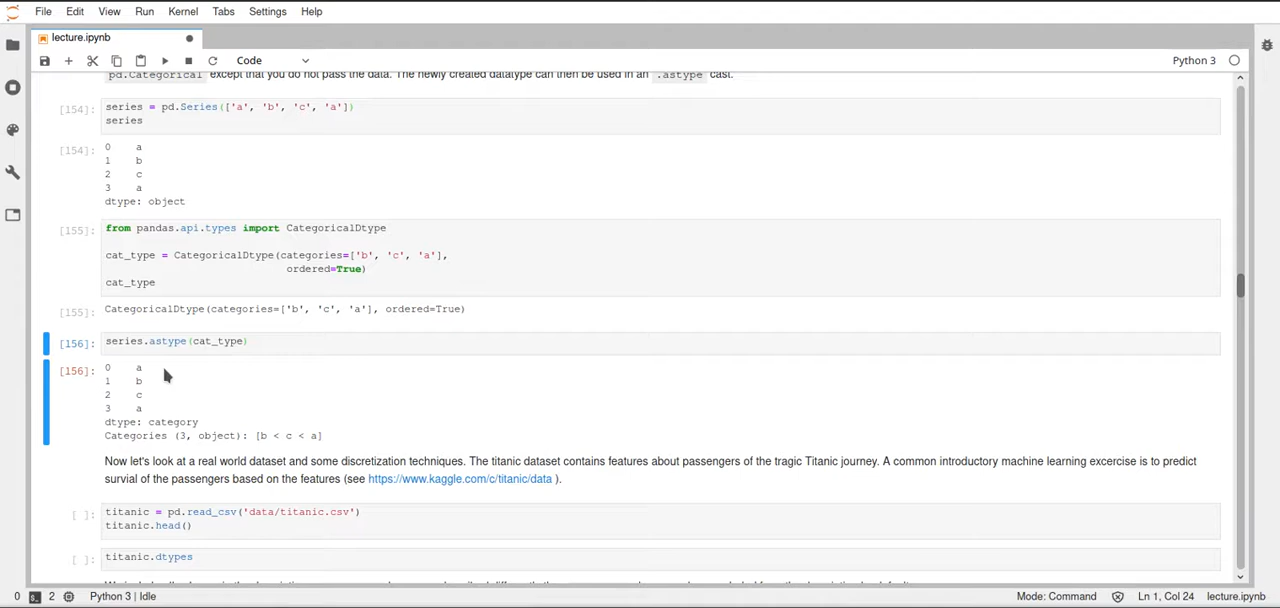 File Edit View Run Kernel Tabs Settings Help
lecture.ipynb
Code
Python 3
pd.Categorical except that you do not pass the data. The newly created datatype can then be used in an .astype cast.
[154]: series = pd.Series(['a', 'b', 'c', 'a'])
series
[154]: 0 a
1 b
2 c
3 a
dtype: object
[155]: from pandas.api.types import CategoricalDtype
cat_type = CategoricalDtype(categories=['b', 'c', 'a'],
ordered=True)
cat_type
[155]: CategoricalDtype(categories=['b', 'c', 'a'], ordered=True)
[156]: series.astype(cat_type)
[156]: 0 a
1 b
2 c
3 a
dtype: category
Categories (3, object): [b < c < a]
Now let's look at a real world dataset and some discretization techniques. The titanic dataset contains features about passengers of the tragic Titanic journey. A common introductory machine learning excercise is to predict
survial of the passengers based on the features (see https://www.kaggle.com/c/titanic/data ).
[ ]: titanic = pd.read_csv('data/titanic.csv')
titanic.head()
[ ]: titanic.dtypes
0 2 Python 3 | Idle Mode: Command Ln 1, Col 24 lecture.ipynb